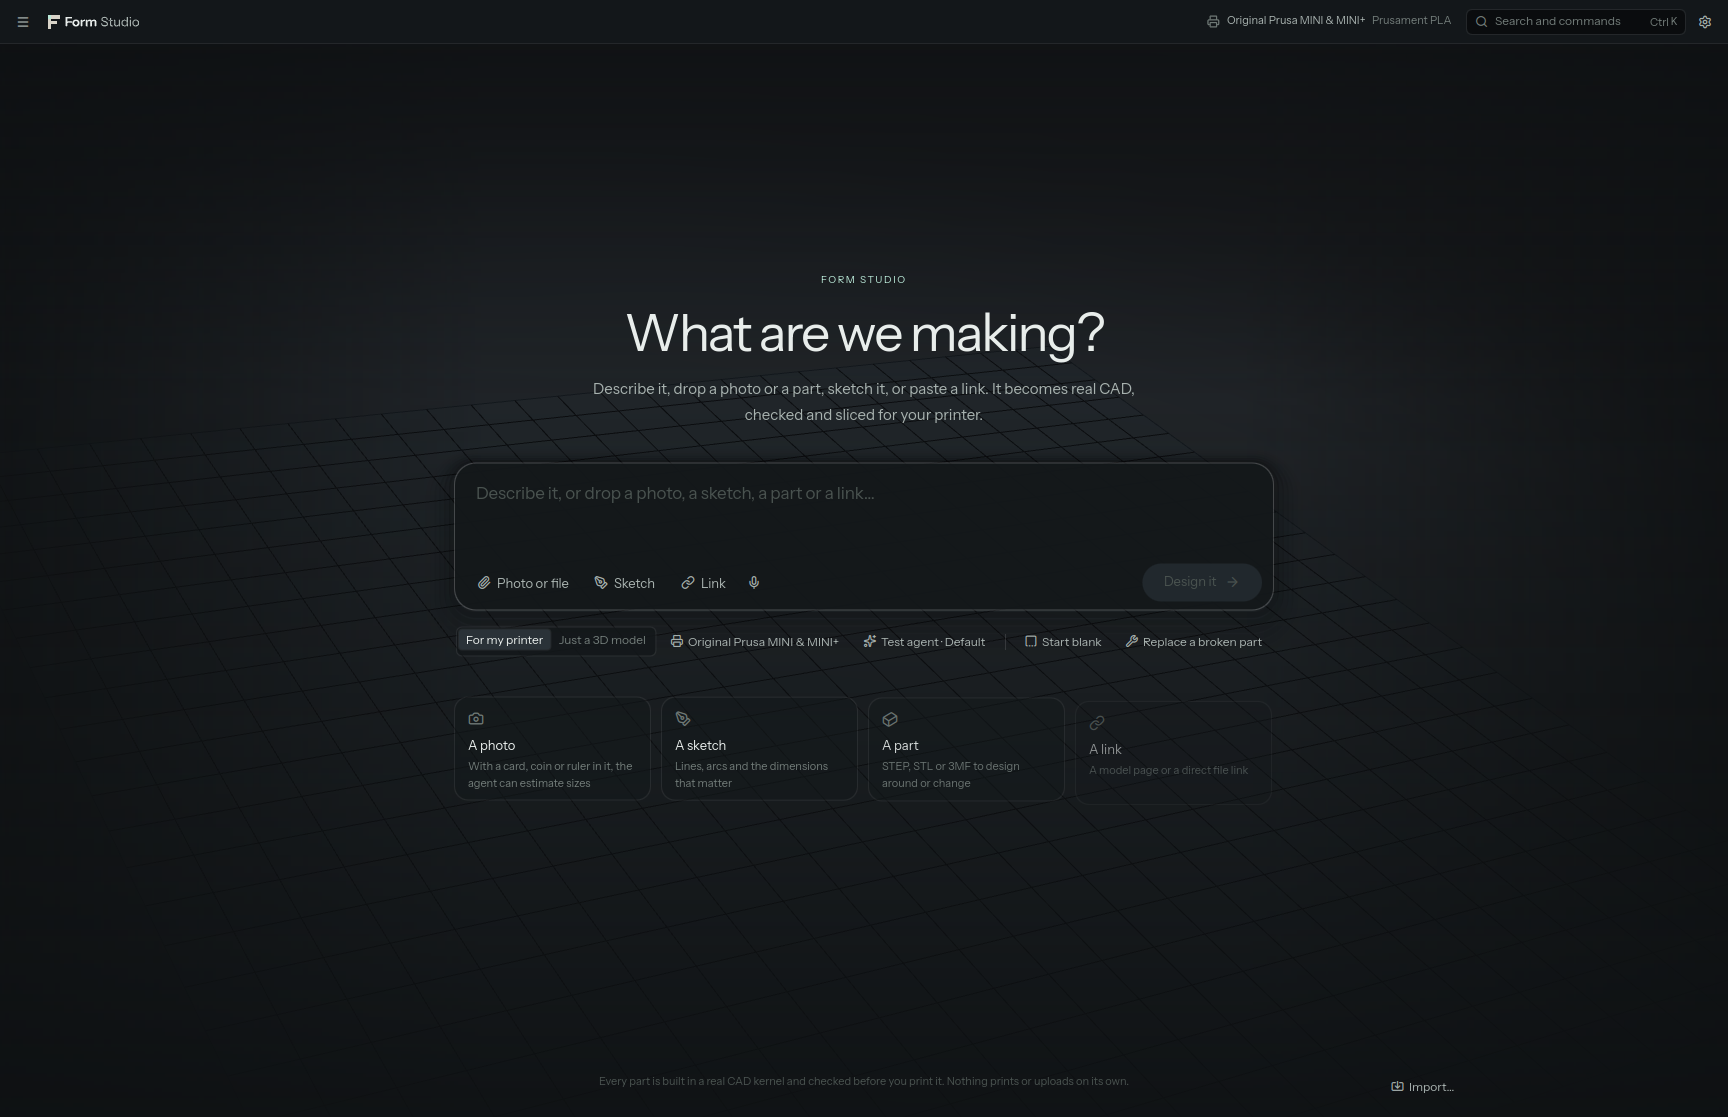 Form Studio
Original Prusa MINI & MINI+ Prusament PLA
Search and commands Ctrl K
FORM STUDIO
What are we making?
Describe it, drop a photo or a part, sketch it, or paste a link. It becomes real CAD,
checked and sliced for your printer.
Describe it, or drop a photo, a sketch, a part or a link...
Photo or file Sketch Link
Design it
For my printer Just a 3D model Original Prusa MINI & MINI+ Test agent · Default Start blank Replace a broken part
A photo
With a card, coin or ruler in it, the
agent can estimate sizes
A sketch
Lines, arcs and the dimensions
that matter
A part
STEP, STL or 3MF to design
around or change
A link
A model page or a direct file link
Every part is built in a real CAD kernel and checked before you print it. Nothing prints or uploads on its own.
Import...